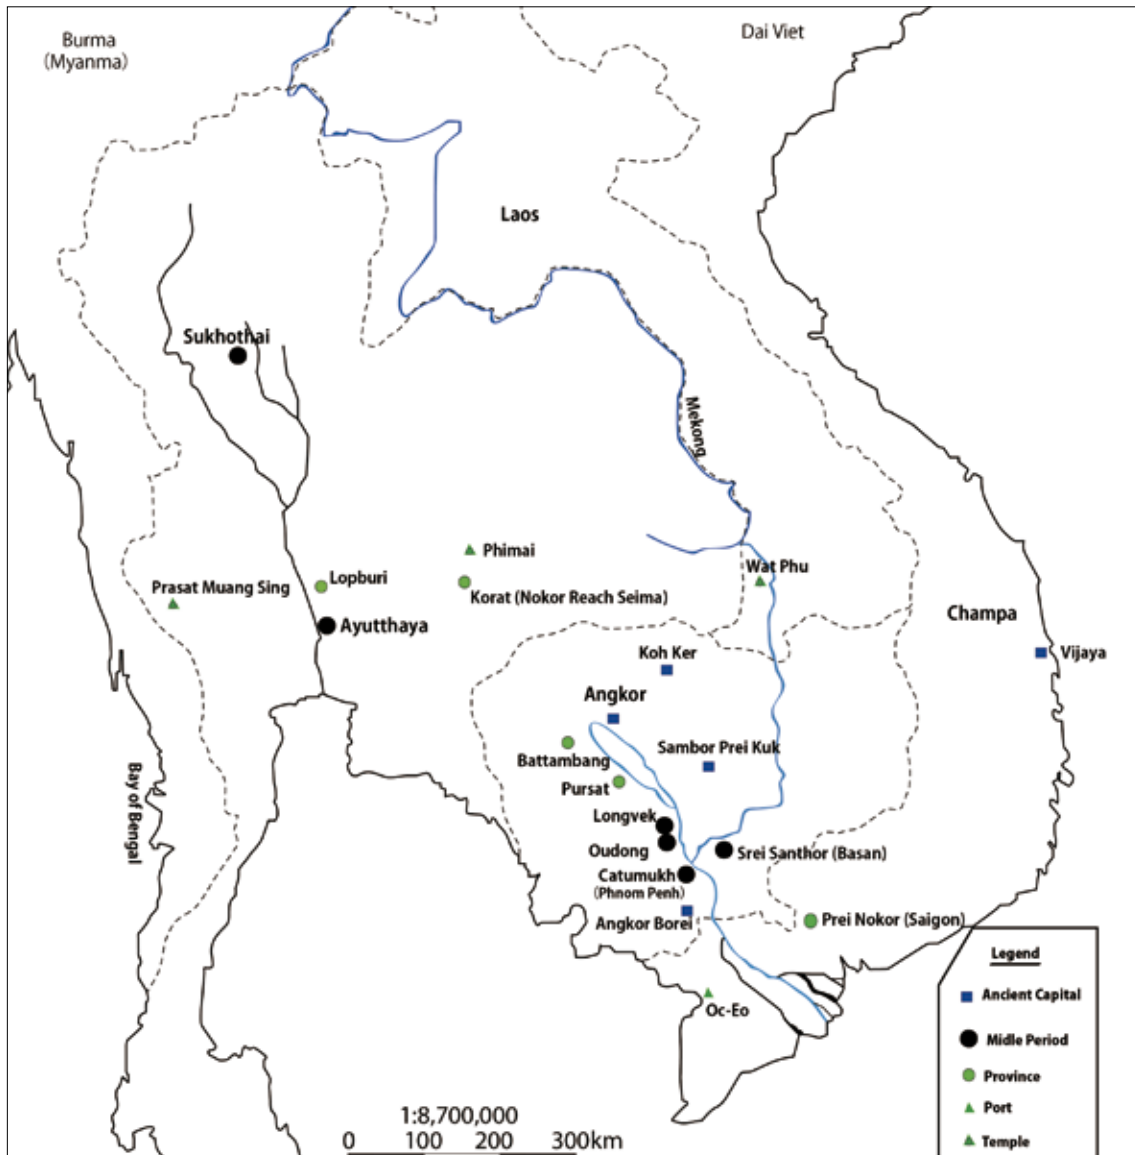 Burma
(Myanma)
Dai Viet
Laos
Sukhothai
Mekong
Phimai
Wat Phu
Prasat Muang Sing
Lopburi
Korat (Nokor Reach Seima)
Champa
Ayutthaya
Koh Ker
Vijaya
Angkor
Sambor Prei Kuk
Battambang
Pursat
Bay of Bengal
Longvek
Oudong
Srei Santhor (Basan)
Catumukh
(Phnom Penh)
Angkor Borei
Prei Nokor (Saigon)
Oc-Eo
Legend
Ancient Capital
Midle Period
Province
Port
Temple
1:8,700,000
0 100 200 300km